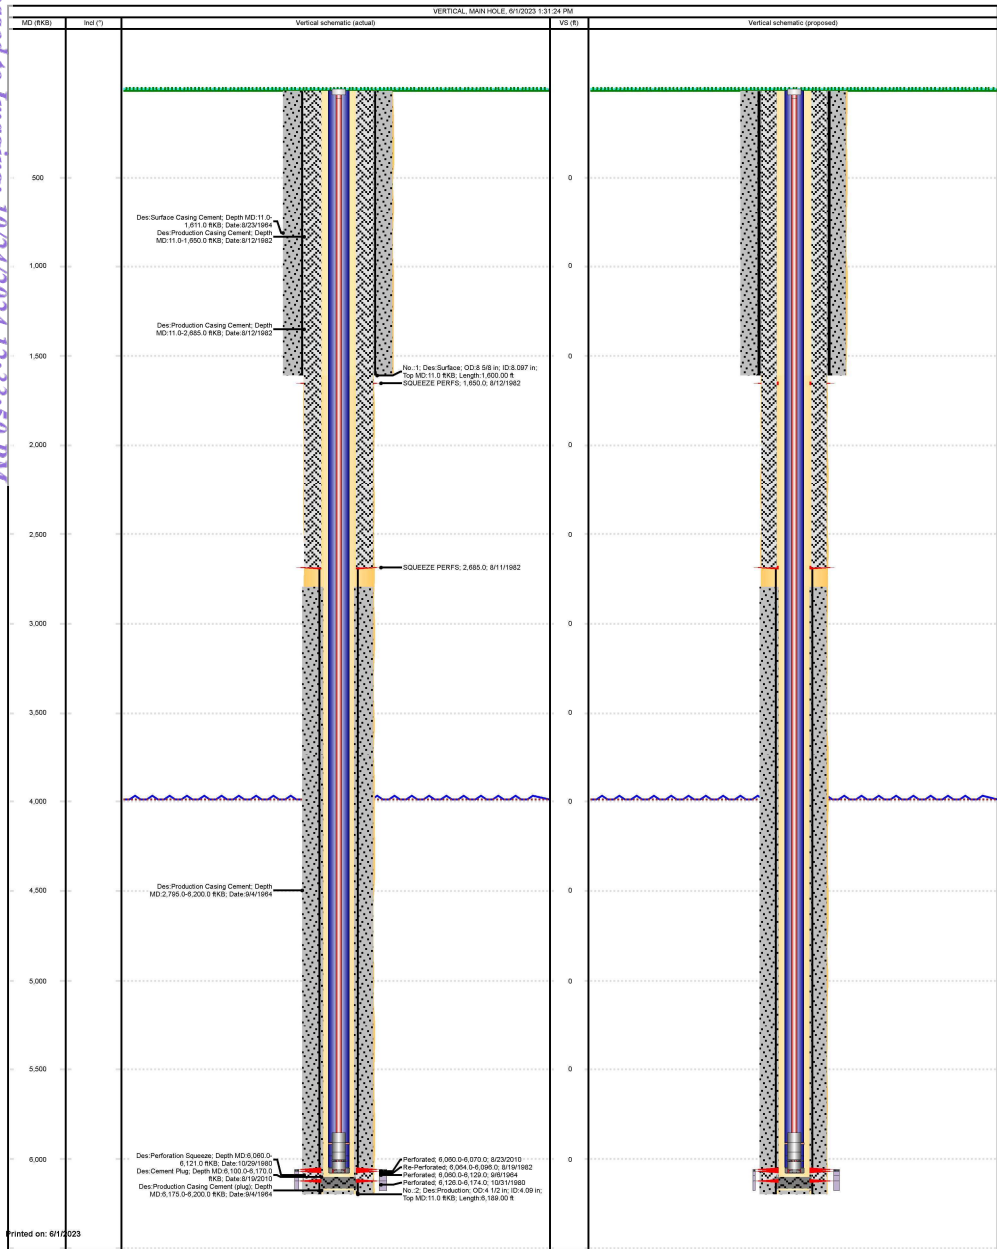 VERTICAL, MAIN HOLE, 6/1/2023 1:31:24 PM
MD (ftKB)
Incl (°)
Vertical schematic (actual)
VS (ft)
Vertical schematic (proposed)
500
0
Des:Surface Casing Cement; Depth MD:11.0-
1,611.0 ftKB; Date:8/23/1964
Des:Production Casing Cement; Depth
MD:11.0-1,650.0 ftKB; Date:8/12/1982
1,000
0
Des:Production Casing Cement; Depth
MD:11.0-2,685.0 ftKB; Date:8/12/1982
1,500
0
No.:1; Des:Surface; OD:8 5/8 in; ID:8.097 in;
Top MD:11.0 ftKB; Length:1,600.00 ft
SQUEEZE PERFS; 1,650.0; 8/12/1982
2,000
0
2,500
0
SQUEEZE PERFS; 2,685.0; 8/11/1982
3,000
0
3,500
0
4,000
0
4,500
0
Des:Production Casing Cement; Depth
MD:2,795.0-6,200.0 ftKB; Date:9/4/1964
5,000
0
5,500
0
6,000
0
Des:Perforation Squeeze; Depth MD:6,060.0-
6,121.0 ftKB; Date:10/29/1980
Des:Cement Plug; Depth MD:6,100.0-6,170.0
ftKB; Date:8/19/2010
Des:Production Casing Cement (plug); Depth
MD:6,175.0-6,200.0 ftKB; Date:9/4/1964
Perforated; 6,060.0-6,070.0; 8/23/2010
Re-Perforated; 6,064.0-6,096.0; 8/19/1982
Perforated; 6,060.0-6,129.0; 9/6/1964
Perforated; 6,126.0-6,174.0; 10/31/1980
No.:2; Des:Production; OD:4 1/2 in; ID:4.09 in;
Top MD:11.0 ftKB; Length:6,189.00 ft
Printed on: 6/1/2023